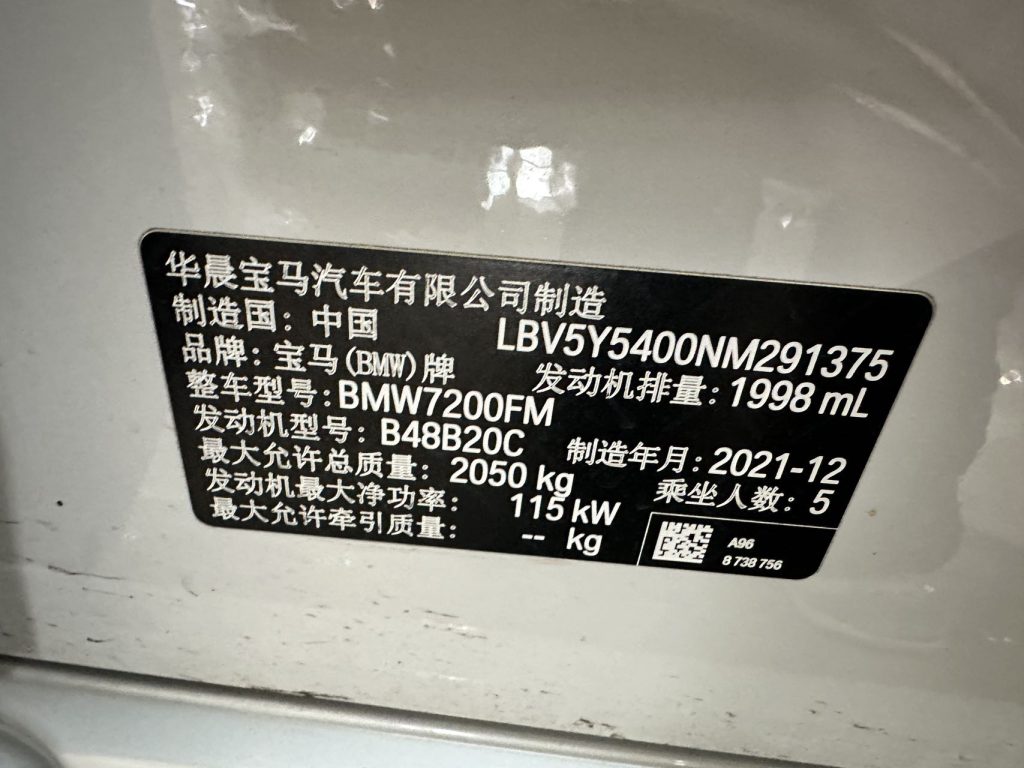 华晨宝马汽车有限公司制造
制造国：中国 LBV5Y5400NM291375
品牌：宝马(BMW)牌 发动机排量：1998 mL
整车型号：BMW7200FM
发动机型号：B48B20C 制造年月：2021-12
最大允许总质量：2050 kg 乘坐人数：5
发动机最大净功率：115 kW
最大允许牵引质量：-- kg
A96
8 738 756